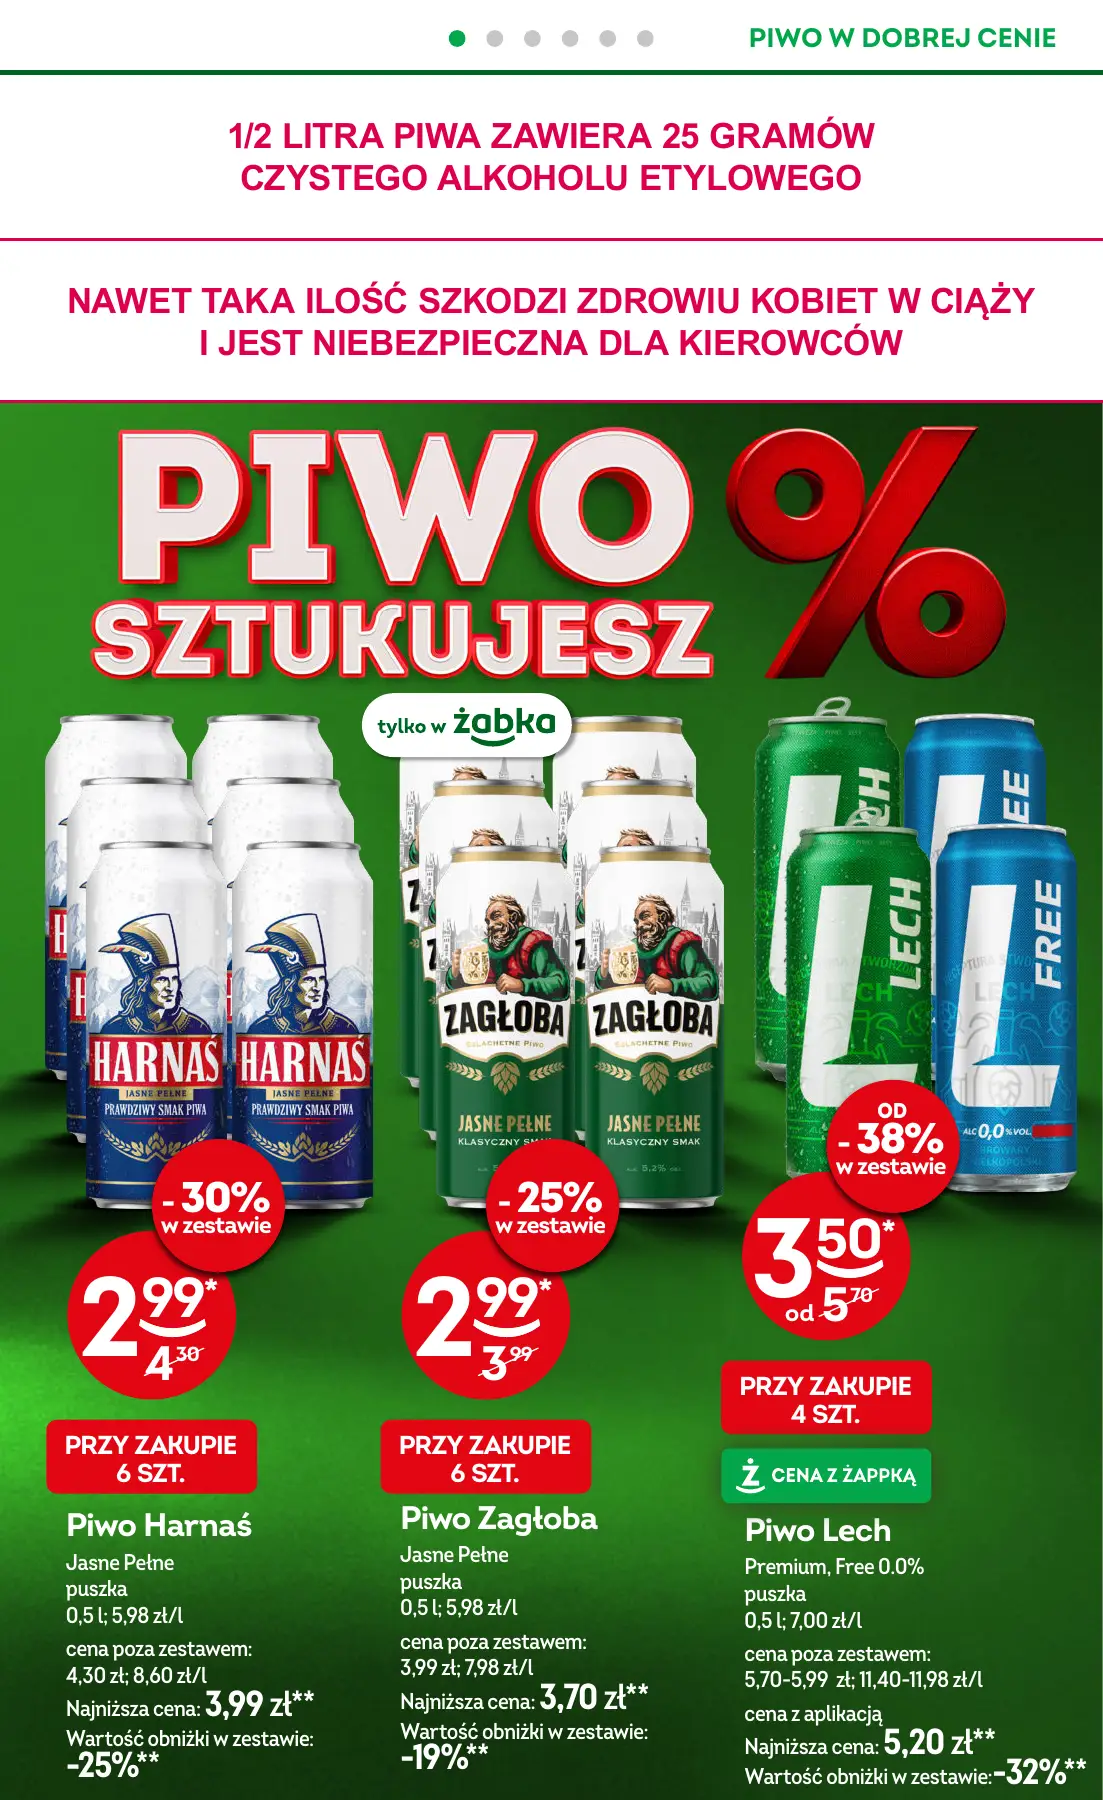 PIWO W DOBREJ CENIE
1/2 LITRA PIWA ZAWIERA 25 GRAMÓW
CZYSTEGO ALKOHOLU ETYLOWEGO
NAWET TAKA ILOŚĆ SZKODZI ZDROWIU KOBIET W CIĄŻY
I JEST NIEBEZPIECZNA DLA KIEROWCÓW
PIWO %
SZTUKUJESZ
tylko w żabka
HARNAŚ
JASNE PEŁNE
PRAWDZIWY SMAK PIWA
HARNAŚ
JASNE PEŁNE
PRAWDZIWY SMAK PIWA
ZAGŁOBA
SZLACHETNE PIWO
JASNE PEŁNE
KLASYCZNY SMAK
ZAGŁOBA
SZLACHETNE PIWO
JASNE PEŁNE
KLASYCZNY SMAK
5,2%
LECH
LECH
FREE
ALC 0,0 % VOL.
- 30%
w zestawie
2 99*
4 30
PRZY ZAKUPIE
6 SZT.
Piwo Harnaś
Jasne Pełne
puszka
0,5 l; 5,98 zł/l
cena poza zestawem:
4,30 zł; 8,60 zł/l
Najniższa cena: 3,99 zł**
Wartość obniżki w zestawie:
-25%**
- 25%
w zestawie
2 99*
3 99
PRZY ZAKUPIE
6 SZT.
Piwo Zagłoba
Jasne Pełne
puszka
0,5 l; 5,98 zł/l
cena poza zestawem:
3,99 zł; 7,98 zł/l
Najniższa cena: 3,70 zł**
Wartość obniżki w zestawie:
-19%**
OD
- 38%
w zestawie
3 50*
od 5 70
PRZY ZAKUPIE
4 SZT.
ż CENA Z ŻAPPKĄ
Piwo Lech
Premium, Free 0.0%
puszka
0,5 l; 7,00 zł/l
cena poza zestawem:
5,70-5,99 zł; 11,40-11,98 zł/l
cena z aplikacją
Najniższa cena: 5,20 zł**
Wartość obniżki w zestawie:-32%**